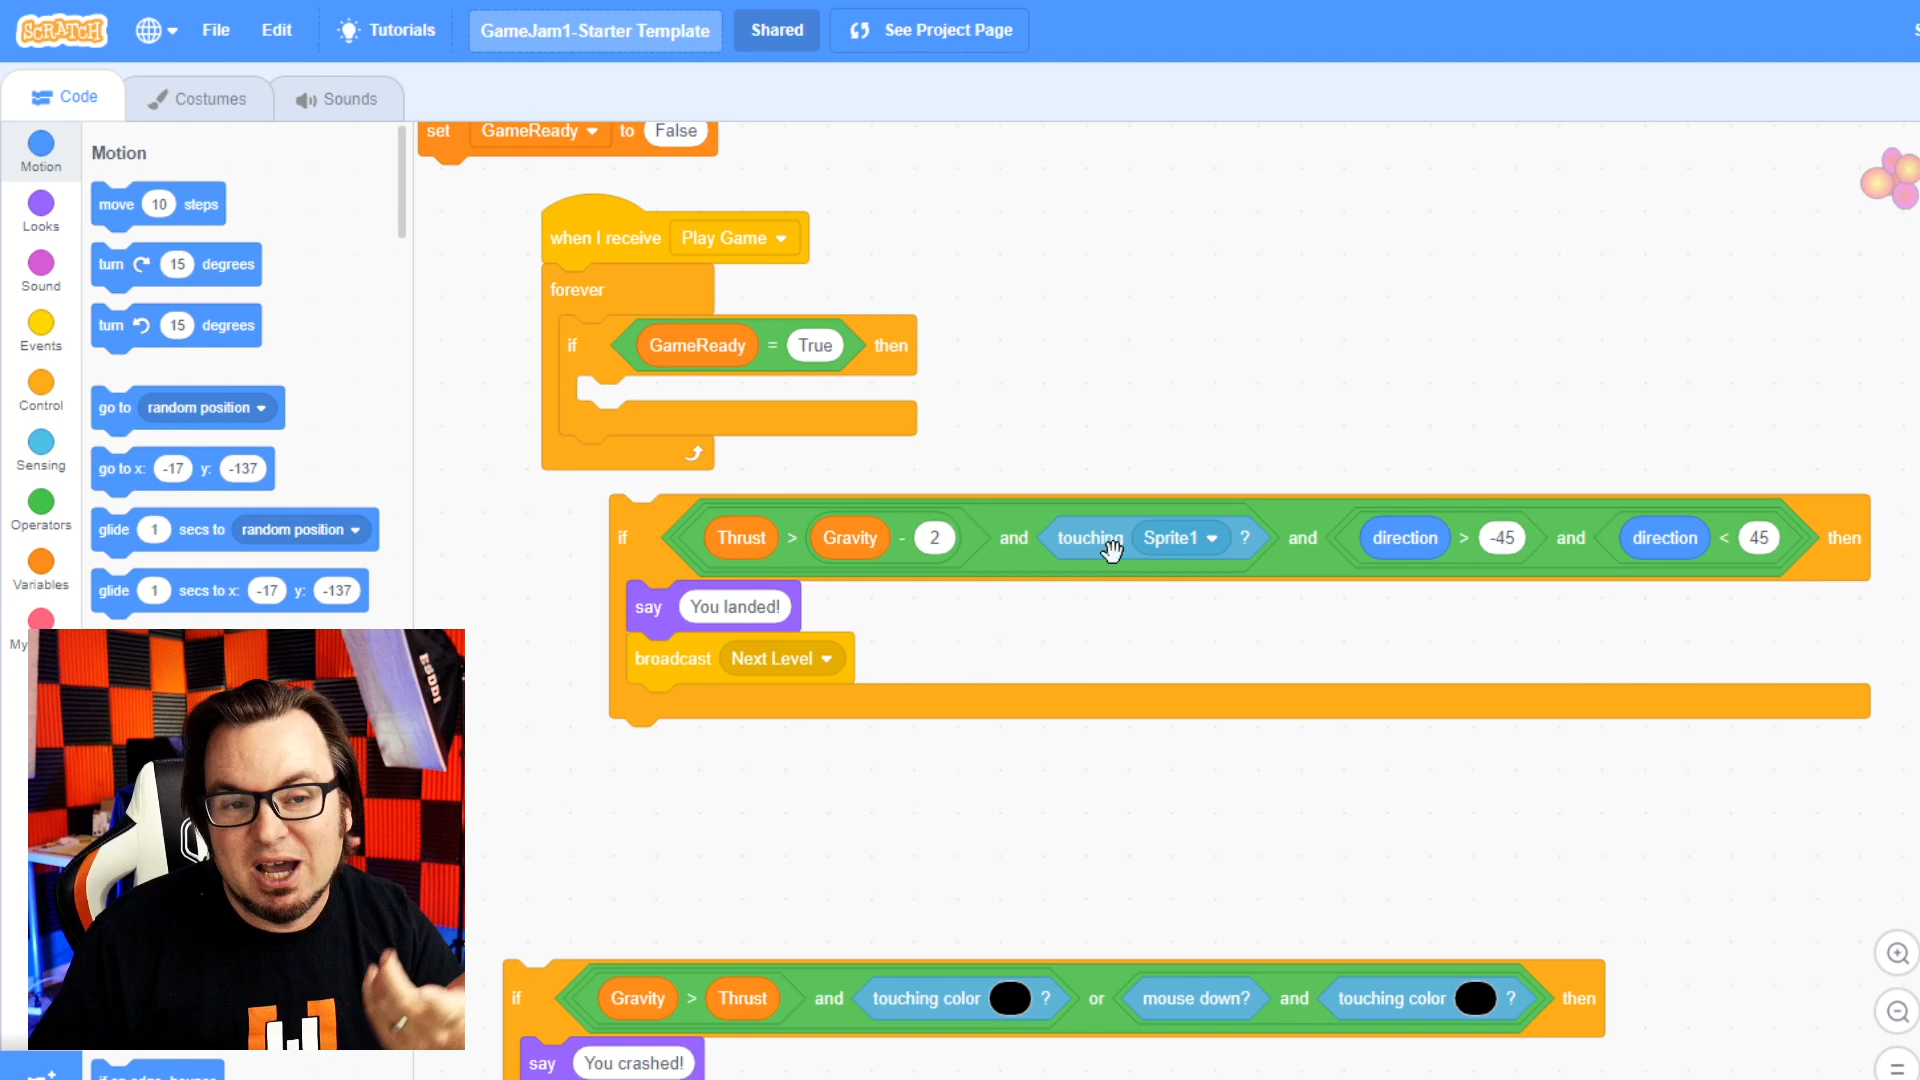 SCRATCH File Edit Tutorials GameJam1-Starter Template Shared See Project Page
Code Costumes Sounds
Motion
Looks
Sound
Events
Control
Sensing
Operators
Variables
My
Motion
move 10 steps
turn 15 degrees
turn 15 degrees
go to random position
go to x: -17 y: -137
glide 1 secs to random position
glide 1 secs to x: -17 y: -137
set GameReady to False
when I receive Play Game
forever
if GameReady = True then
if Thrust > Gravity - 2 and touching Sprite1 ? and direction > -45 and direction < 45 then
say You landed!
broadcast Next Level
if Gravity > Thrust and touching color ? or mouse down? and touching color ? then
say You crashed!